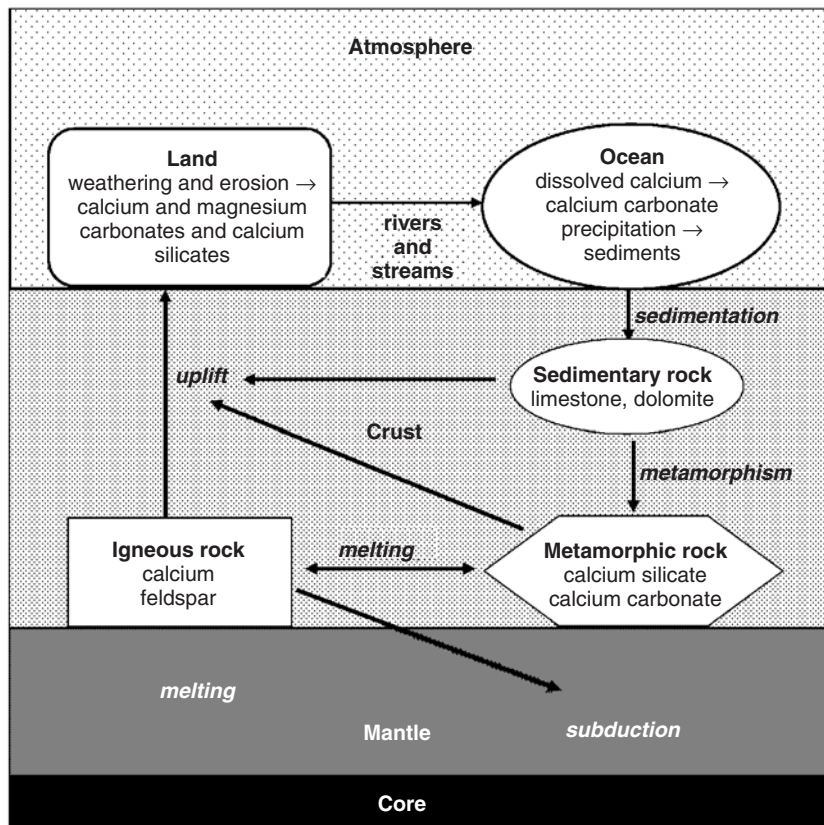 Atmosphere
Land
weathering and erosion →
calcium and magnesium
carbonates and calcium
silicates
rivers
and
streams
Ocean
dissolved calcium →
calcium carbonate
precipitation →
sediments
sedimentation
uplift
Sedimentary rock
limestone, dolomite
Crust
metamorphism
Igneous rock
calcium
feldspar
melting
Metamorphic rock
calcium silicate
calcium carbonate
melting
Mantle
subduction
Core